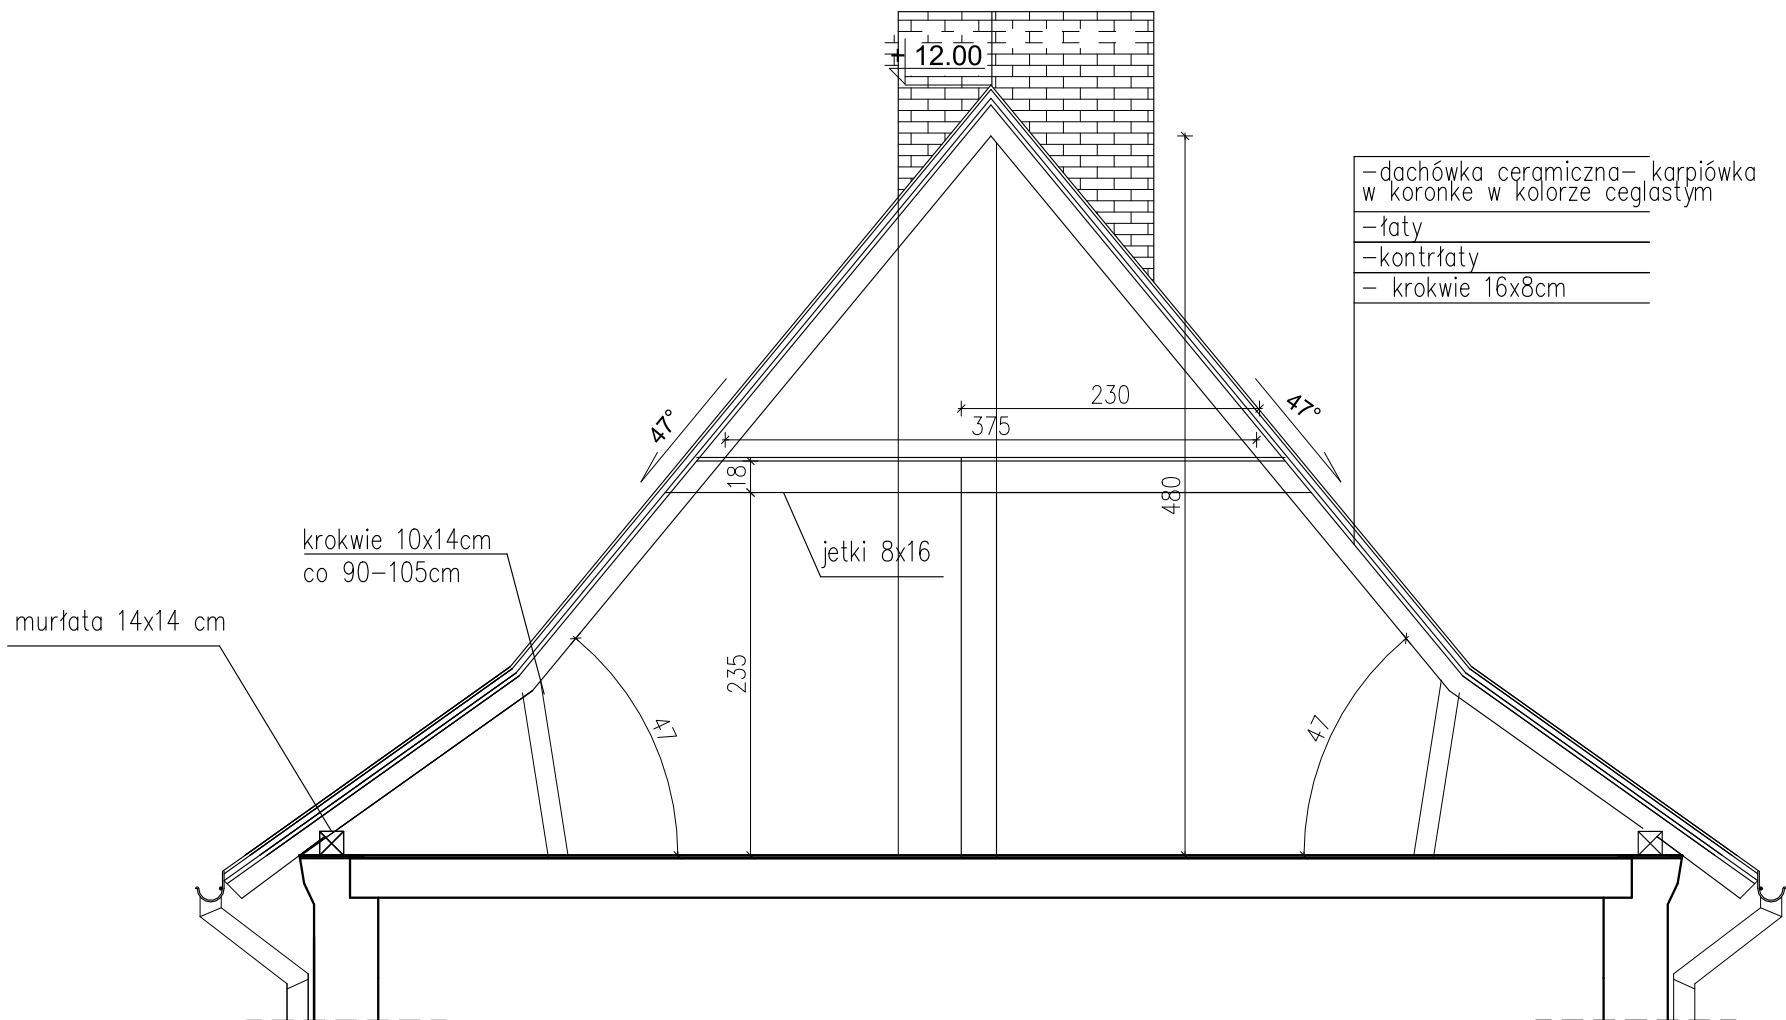 + 12.00
-dachówka ceramiczna- karpiówka
w koronke w kolorze ceglastym
-łaty
-kontrłaty
- krokwie 16x8cm
47°
230
47°
375
18
480
krokwie 10x14cm
co 90-105cm
jetki 8x16
murłata 14x14 cm
235
47
47